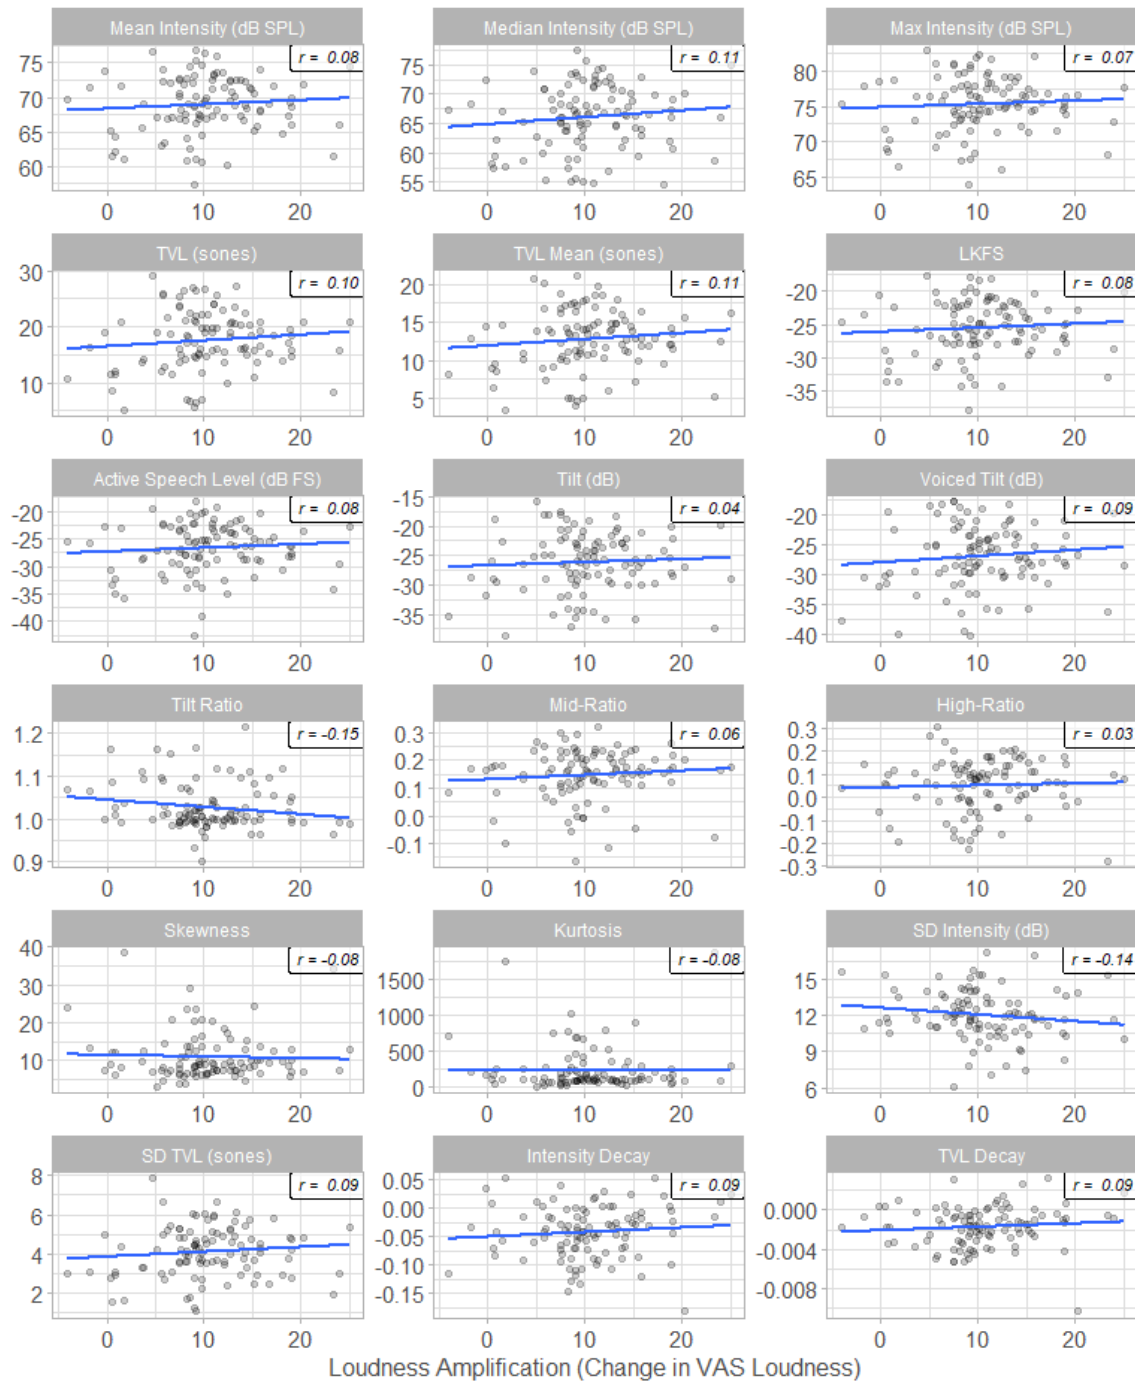 Mean Intensity (dB SPL) Median Intensity (dB SPL) Max Intensity (dB SPL)
r = 0.08 r = 0.11 r = 0.07
75 75 80
70 70 75
65 65 70
60 60 65
55
0 10 20 0 10 20 0 10 20
TVL (sones) TVL Mean (sones) LKFS
r = 0.10 r = 0.11 r = 0.08
30 20 -20
20 15 -25
10 10 -30
5 -35
0 10 20 0 10 20 0 10 20
Active Speech Level (dB FS) Tilt (dB) Voiced Tilt (dB)
r = 0.08 r = 0.04 r = 0.09
-20 -15 -20
-25 -20 -25
-30 -25 -30
-35 -30 -35
-40 -35 -40
0 10 20 0 10 20 0 10 20
Tilt Ratio Mid-Ratio High-Ratio
r = -0.15 r = 0.06 r = 0.03
1.2 0.3 0.3
1.1 0.2 0.2
1.0 0.1 0.1
0.9 0.0 0.0
-0.1 -0.1
-0.2
-0.3
0 10 20 0 10 20 0 10 20
Skewness Kurtosis SD Intensity (dB)
r = -0.08 r = -0.08 r = -0.14
40 1500 15
30 1000 12
20 500 9
10 0 6
0 10 20 0 10 20 0 10 20
SD TVL (sones) Intensity Decay TVL Decay
r = 0.09 r = 0.09 r = 0.09
8 0.05 0.000
6 0.00 -0.004
4 -0.05 -0.008
2 -0.10
-0.15
0 10 20 0 10 20 0 10 20
Loudness Amplification (Change in VAS Loudness)